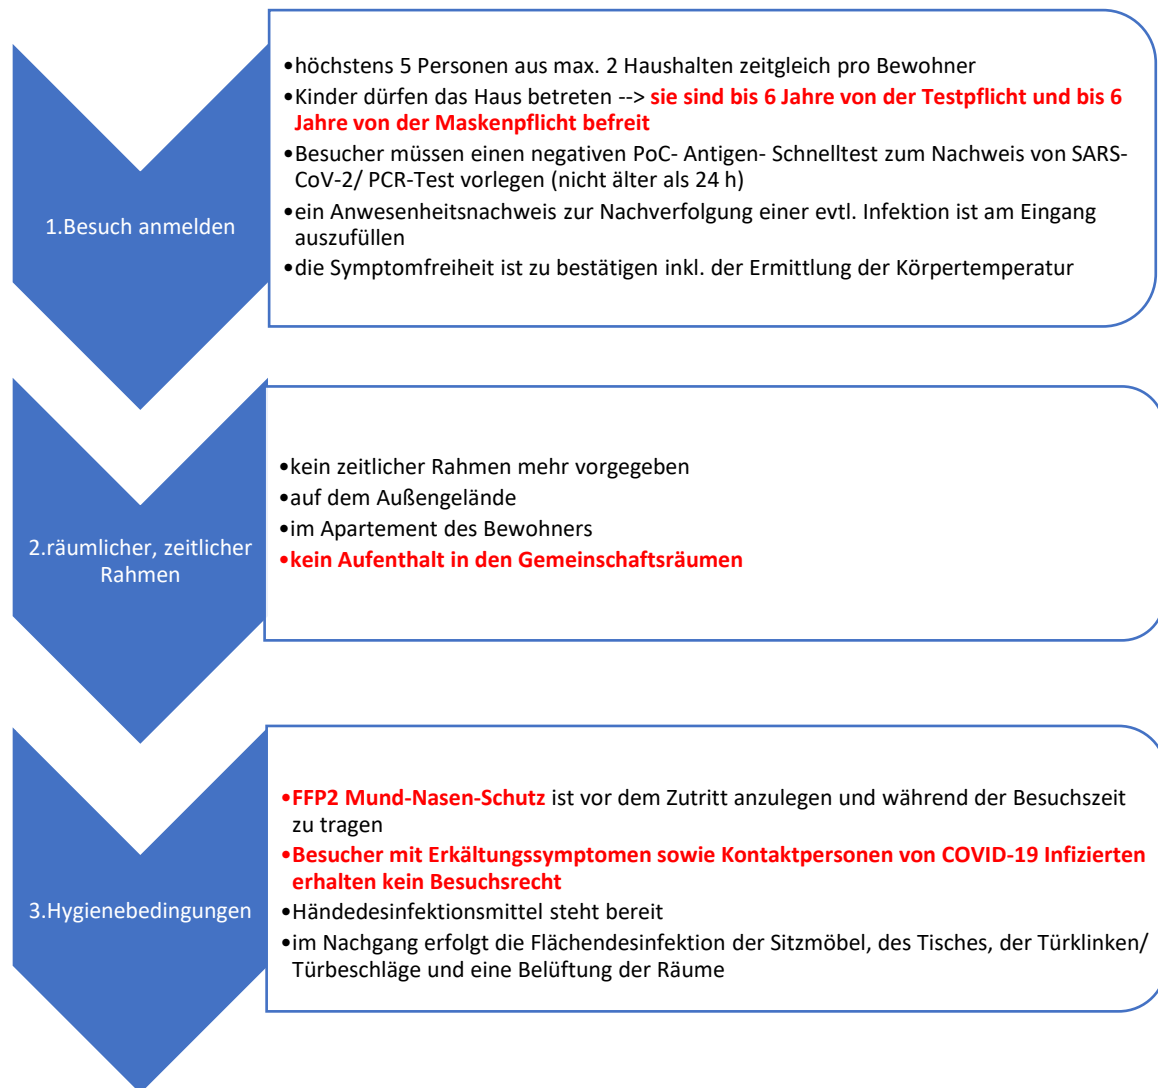 1.Besuch anmelden
•höchstens 5 Personen aus max. 2 Haushalten zeitgleich pro Bewohner
•Kinder dürfen das Haus betreten --> sie sind bis 6 Jahre von der Testpflicht und bis 6
Jahre von der Maskenpflicht befreit
•Besucher müssen einen negativen PoC- Antigen- Schnelltest zum Nachweis von SARS-
CoV-2/ PCR-Test vorlegen (nicht älter als 24 h)
•ein Anwesenheitsnachweis zur Nachverfolgung einer evtl. Infektion ist am Eingang
auszufüllen
•die Symptomfreiheit ist zu bestätigen inkl. der Ermittlung der Körpertemperatur
2.räumlicher, zeitlicher
Rahmen
•kein zeitlicher Rahmen mehr vorgegeben
•auf dem Außengelände
•im Apartement des Bewohners
•kein Aufenthalt in den Gemeinschaftsräumen
3.Hygienebedingungen
•FFP2 Mund-Nasen-Schutz ist vor dem Zutritt anzulegen und während der Besuchszeit
zu tragen
•Besucher mit Erkältungssymptomen sowie Kontaktpersonen von COVID-19 Infizierten
erhalten kein Besuchsrecht
•Händedesinfektionsmittel steht bereit
•im Nachgang erfolgt die Flächendesinfektion der Sitzmöbel, des Tisches, der Türklinken/
Türbeschläge und eine Belüftung der Räume